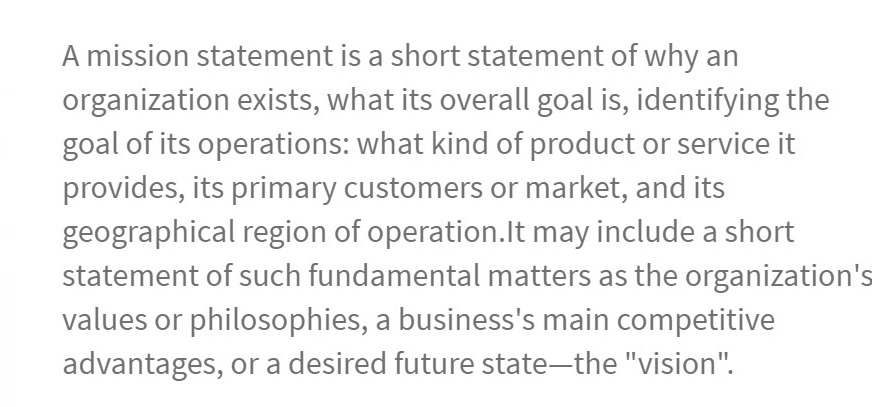 A mission statement is a short statement of why an
organization exists, what its overall goal is, identifying the
goal of its operations: what kind of product or service it
provides, its primary customers or market, and its
geographical region of operation.It may include a short
statement of such fundamental matters as the organization's
values or philosophies, a business's main competitive
advantages, or a desired future state—the "vision".